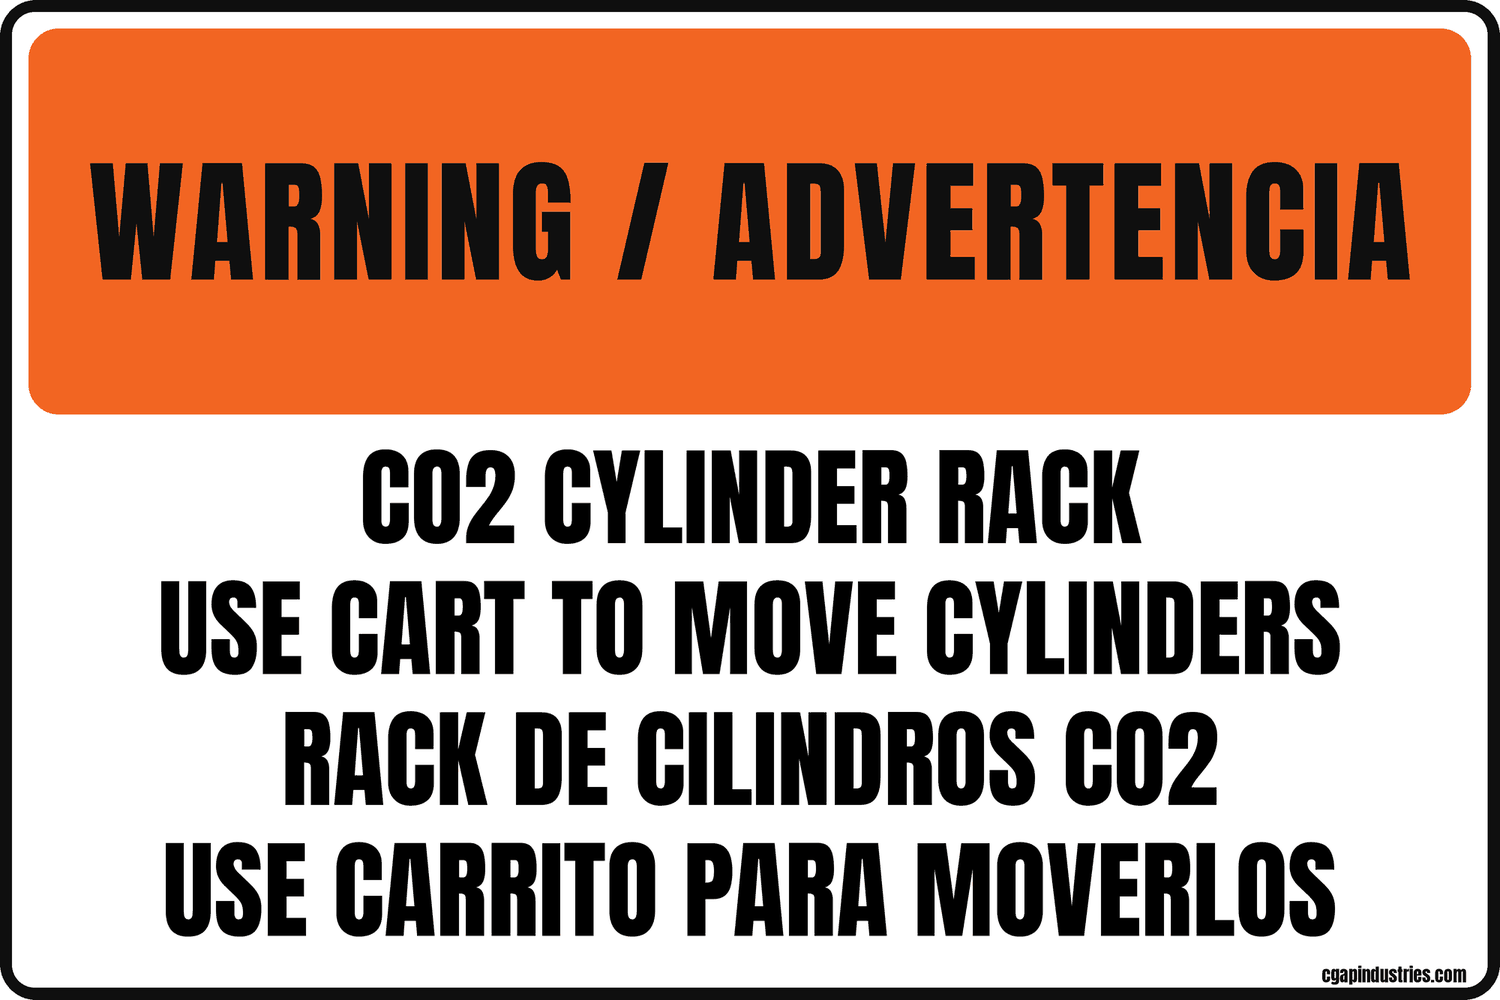 WARNING / ADVERTENCIA
CO2 CYLINDER RACK
USE CART TO MOVE CYLINDERS
RACK DE CILINDROS CO2
USE CARRITO PARA MOVERLOS
cgapindustries.com